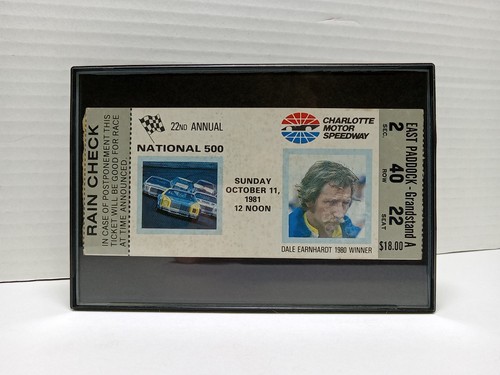 RAIN CHECK
IN CASE OF POSTPONEMENT THIS
TICKET WILL BE GOOD FOR RACE
AT TIME ANNOUNCED
22ND ANNUAL
NATIONAL 500
SUNDAY
OCTOBER 11,
1981
12 NOON
CHARLOTTE
MOTOR
SPEEDWAY
DALE EARNHARDT 1980 WINNER
EAST PADDOCK - Grandstand A
2 40 22
SEC. ROW SEAT
$18.00